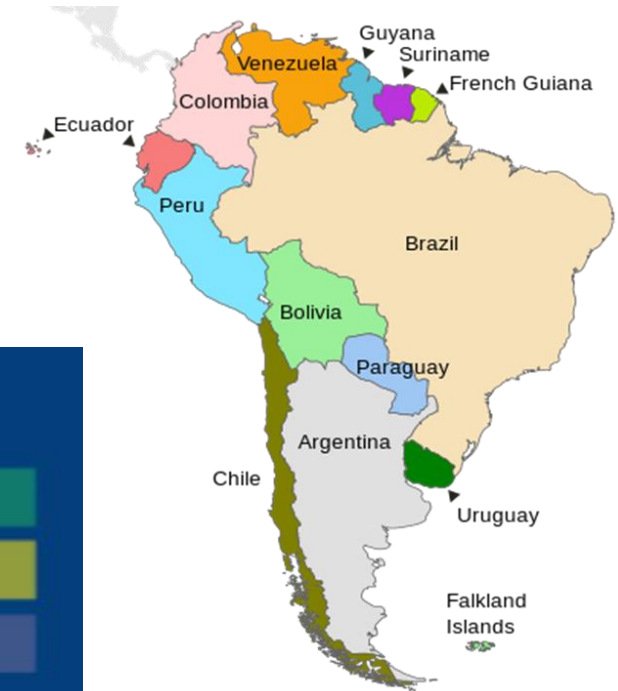 Guyana
Suriname
Venezuela
French Guiana
Colombia
Ecuador
Peru
Brazil
Bolivia
Paraguay
Argentina
Chile
Uruguay
Falkland
Islands